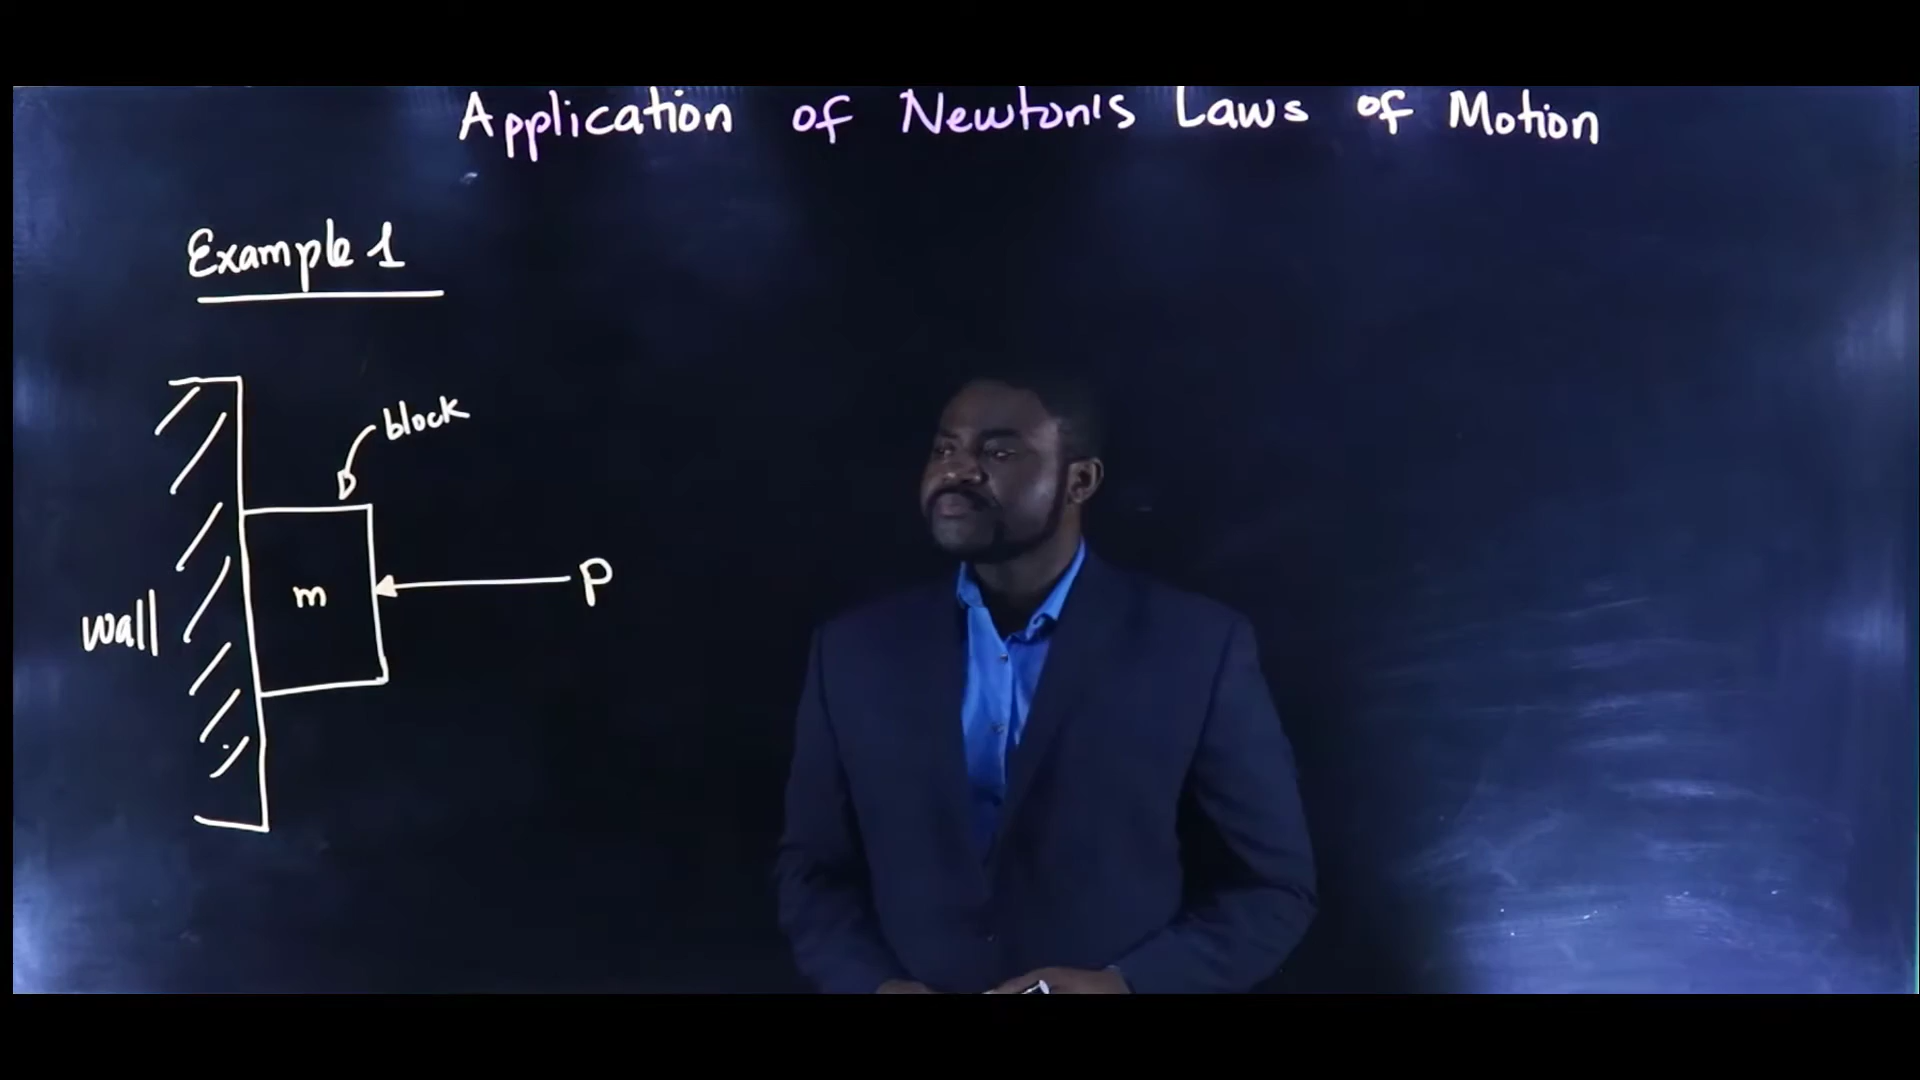 Application of Newton's Laws of Motion
Example 1
block
m
P
wall